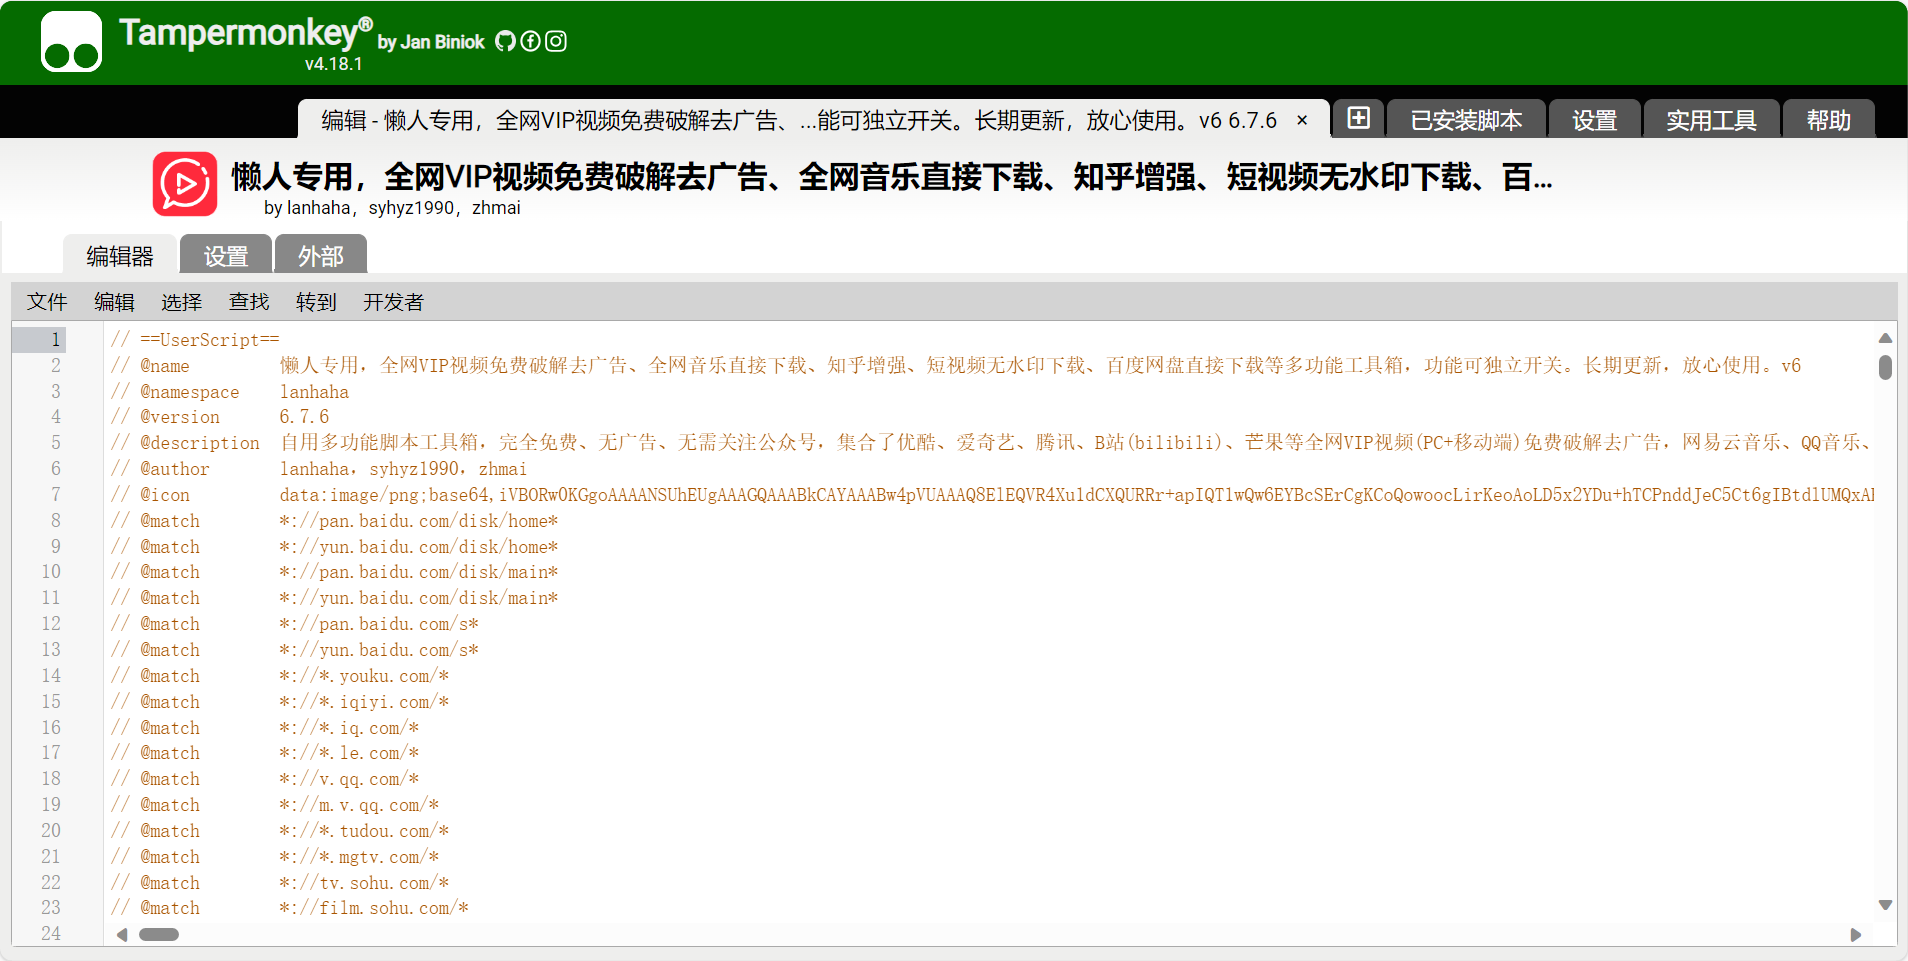 Tampermonkey® by Jan Biniok
v4.18.1
编辑 - 懒人专用，全网VIP视频免费破解去广告、...能可独立开关。长期更新，放心使用。v6 6.7.6 × 已安装脚本 设置 实用工具 帮助
懒人专用，全网VIP视频免费破解去广告、全网音乐直接下载、知乎增强、短视频无水印下载、百...
by lanhaha，syhyz1990，zhmai
编辑器 设置 外部
文件 编辑 选择 查找 转到 开发者
1 // ==UserScript==
2 // @name 懒人专用，全网VIP视频免费破解去广告、全网音乐直接下载、知乎增强、短视频无水印下载、百度网盘直接下载等多功能工具箱，功能可独立开关。长期更新，放心使用。v6
3 // @namespace lanhaha
4 // @version 6.7.6
5 // @description 自用多功能脚本工具箱，完全免费、无广告、无需关注公众号，集合了优酷、爱奇艺、腾讯、B站(bilibili)、芒果等全网VIP视频(PC+移动端)免费破解去广告，网易云音乐、QQ音乐、
6 // @author lanhaha，syhyz1990，zhmai
7 // @icon data:image/png;base64,iVBORw0KGgoAAAANSUhEUgAAAGQAAABkCAYAAABw4pVUAAAQ8ElEQVR4Xu1dCXQURRr+apIQT1wQw6EYBcSErCgKCoQowoocLirKeoAoLD5x2YDu+hTCPnddJeC5Ct6gIBtdlUMQxA
8 // @match *://pan.baidu.com/disk/home*
9 // @match *://yun.baidu.com/disk/home*
10 // @match *://pan.baidu.com/disk/main*
11 // @match *://yun.baidu.com/disk/main*
12 // @match *://pan.baidu.com/s*
13 // @match *://yun.baidu.com/s*
14 // @match *://*.youku.com/*
15 // @match *://*.iqiyi.com/*
16 // @match *://*.iq.com/*
17 // @match *://*.le.com/*
18 // @match *://v.qq.com/*
19 // @match *://m.v.qq.com/*
20 // @match *://*.tudou.com/*
21 // @match *://*.mgtv.com/*
22 // @match *://tv.sohu.com/*
23 // @match *://film.sohu.com/*
24